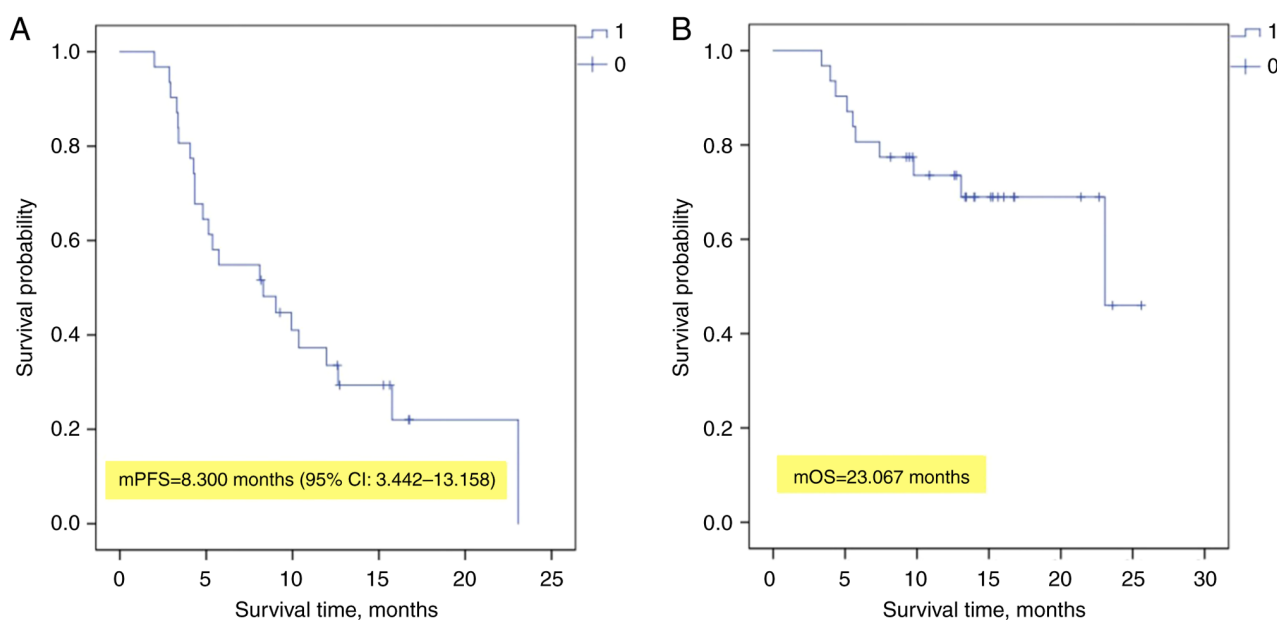 A
1
0
1.0
0.8
0.6
0.4
0.2
0.0
Survival probability
mPFS=8.300 months (95% CI: 3.442–13.158)
0 5 10 15 20 25
Survival time, months
B
1
0
1.0
0.8
0.6
0.4
0.2
0.0
Survival probability
mOS=23.067 months
0 5 10 15 20 25 30
Survival time, months